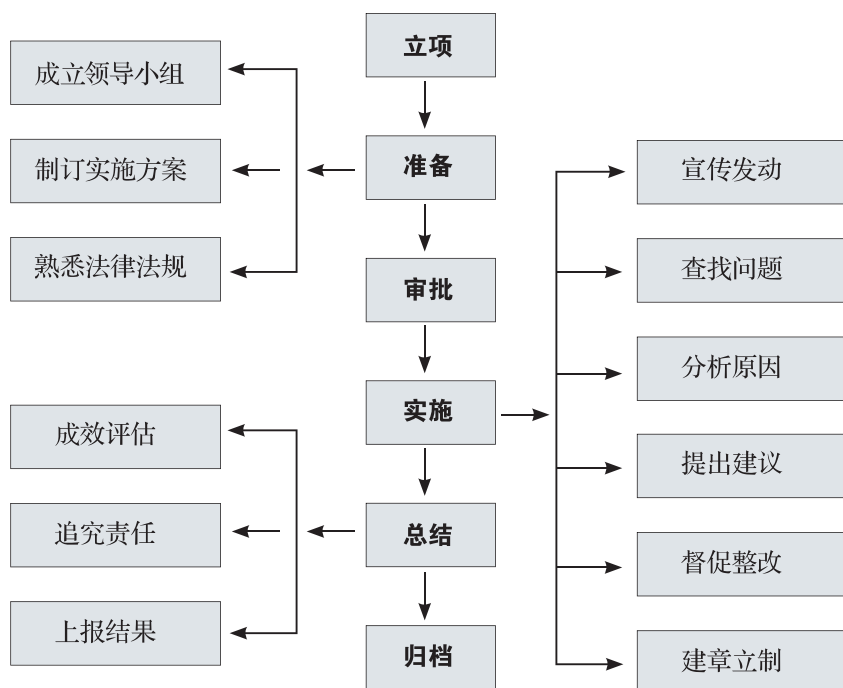 立项
成立领导小组
制订实施方案
熟悉法律法规
准备
审批
宣传发动
查找问题
分析原因
提出建议
督促整改
建章立制
实施
成效评估
追究责任
上报结果
总结
归档